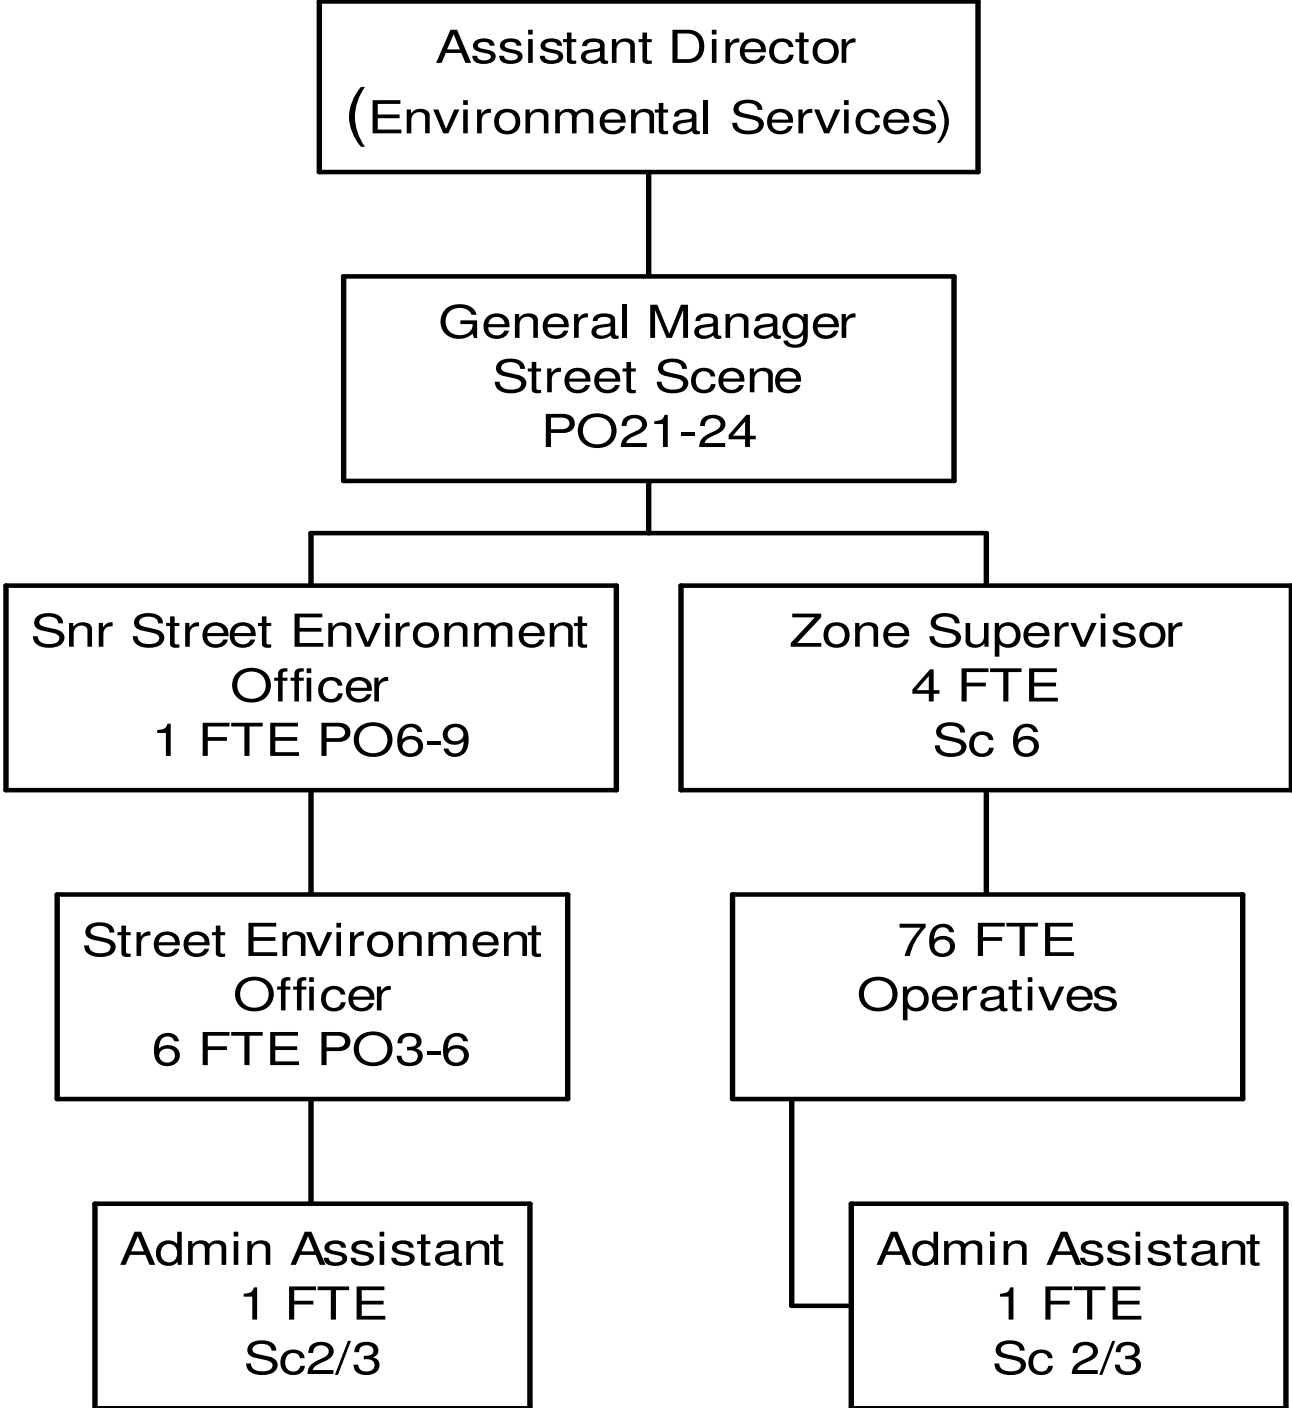 Assistant Director
(Environmental Services)
General Manager
Street Scene
PO21-24
Snr Street Environment
Officer
1 FTE PO6-9
Zone Supervisor
4 FTE
Sc 6
Street Environment
Officer
6 FTE PO3-6
76 FTE
Operatives
Admin Assistant
1 FTE
Sc2/3
Admin Assistant
1 FTE
Sc 2/3